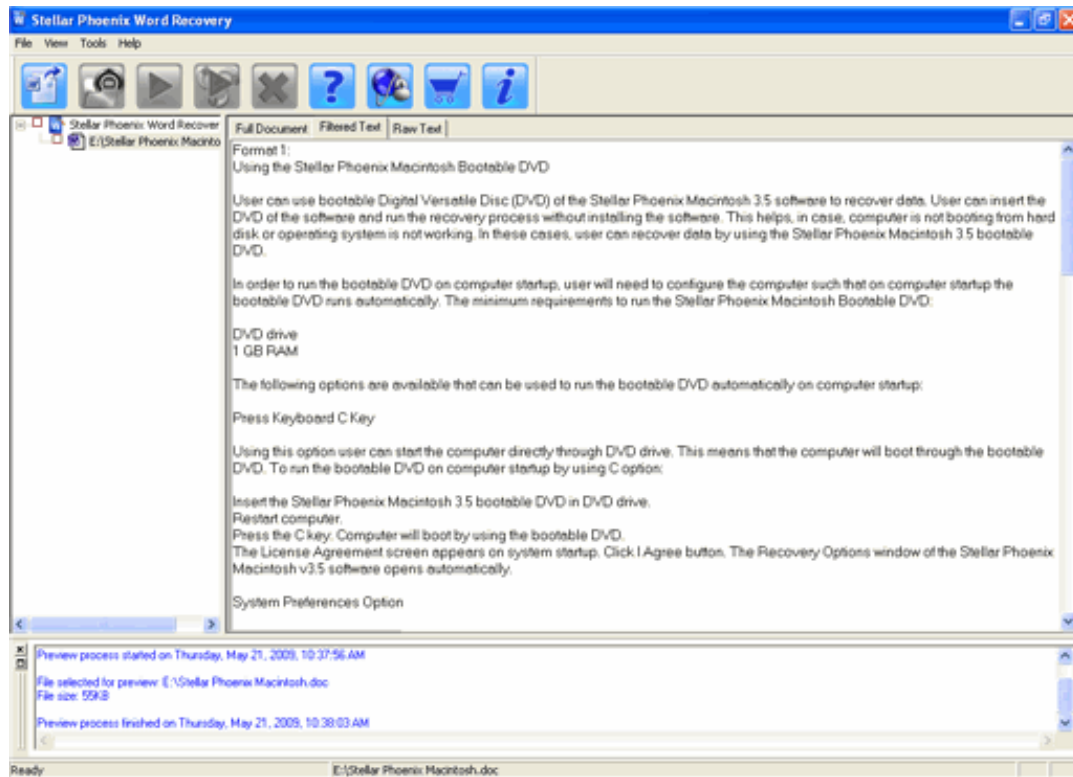 Stellar Phoenix Word Recovery
File View Tools Help
Stellar Phoenix Word Recover
E:\Stellar Phoenix Macinto
Full Document Filtered Text Raw Text
Format 1:
Using the Stellar Phoenix Macintosh Bootable DVD
User can use bootable Digital Versatile Disc (DVD) of the Stellar Phoenix Macintosh 3.5 software to recover data. User can insert the
DVD of the software and run the recovery process without installing the software. This helps, in case, computer is not booting from hard
disk or operating system is not working. In these cases, user can recover data by using the Stellar Phoenix Macintosh 3.5 bootable
DVD.
In order to run the bootable DVD on computer startup, user will need to configure the computer such that on computer startup the
bootable DVD runs automatically. The minimum requirements to run the Stellar Phoenix Macintosh Bootable DVD:
DVD drive
1 GB RAM
The following options are available that can be used to run the bootable DVD automatically on computer startup:
Press Keyboard C Key
Using this option user can start the computer directly through DVD drive. This means that the computer will boot through the bootable
DVD. To run the bootable DVD on computer startup by using C option:
Insert the Stellar Phoenix Macintosh 3.5 bootable DVD in DVD drive.
Restart computer.
Press the C key. Computer will boot by using the bootable DVD.
The License Agreement screen appears on system startup. Click I Agree button. The Recovery Options window of the Stellar Phoenix
Macintosh v3.5 software opens automatically.
System Preferences Option
Preview process started on Thursday, May 21, 2009, 10:37:56 AM
File selected for preview: E:\Stellar Phoenix Macintosh.doc
File size: 55KB
Preview process finished on Thursday, May 21, 2009, 10:38:03 AM
Ready E:\Stellar Phoenix Macintosh.doc